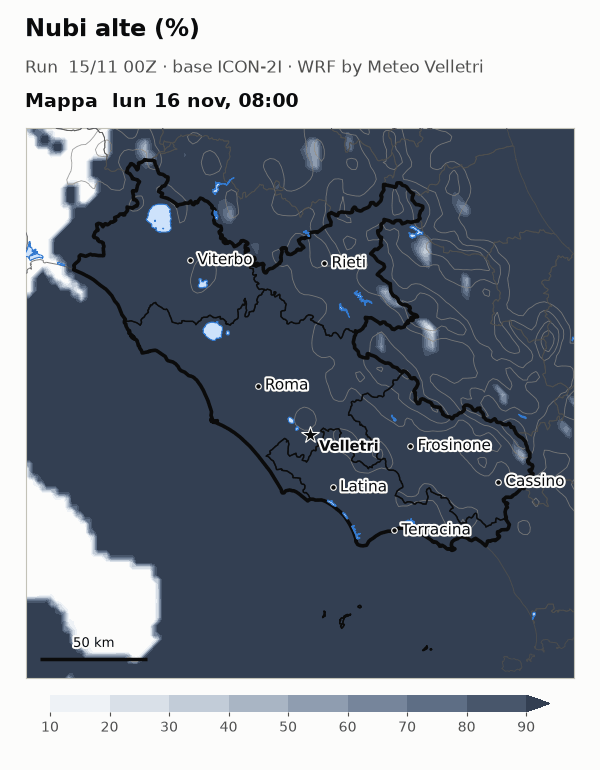 Nubi alte (%)
Run 15/11 00Z · base ICON-2I · WRF by Meteo Velletri
Mappa lun 16 nov, 08:00
Viterbo
Rieti
Roma
Velletri
Frosinone
Cassino
Latina
Terracina
50 km
10 20 30 40 50 60 70 80 90